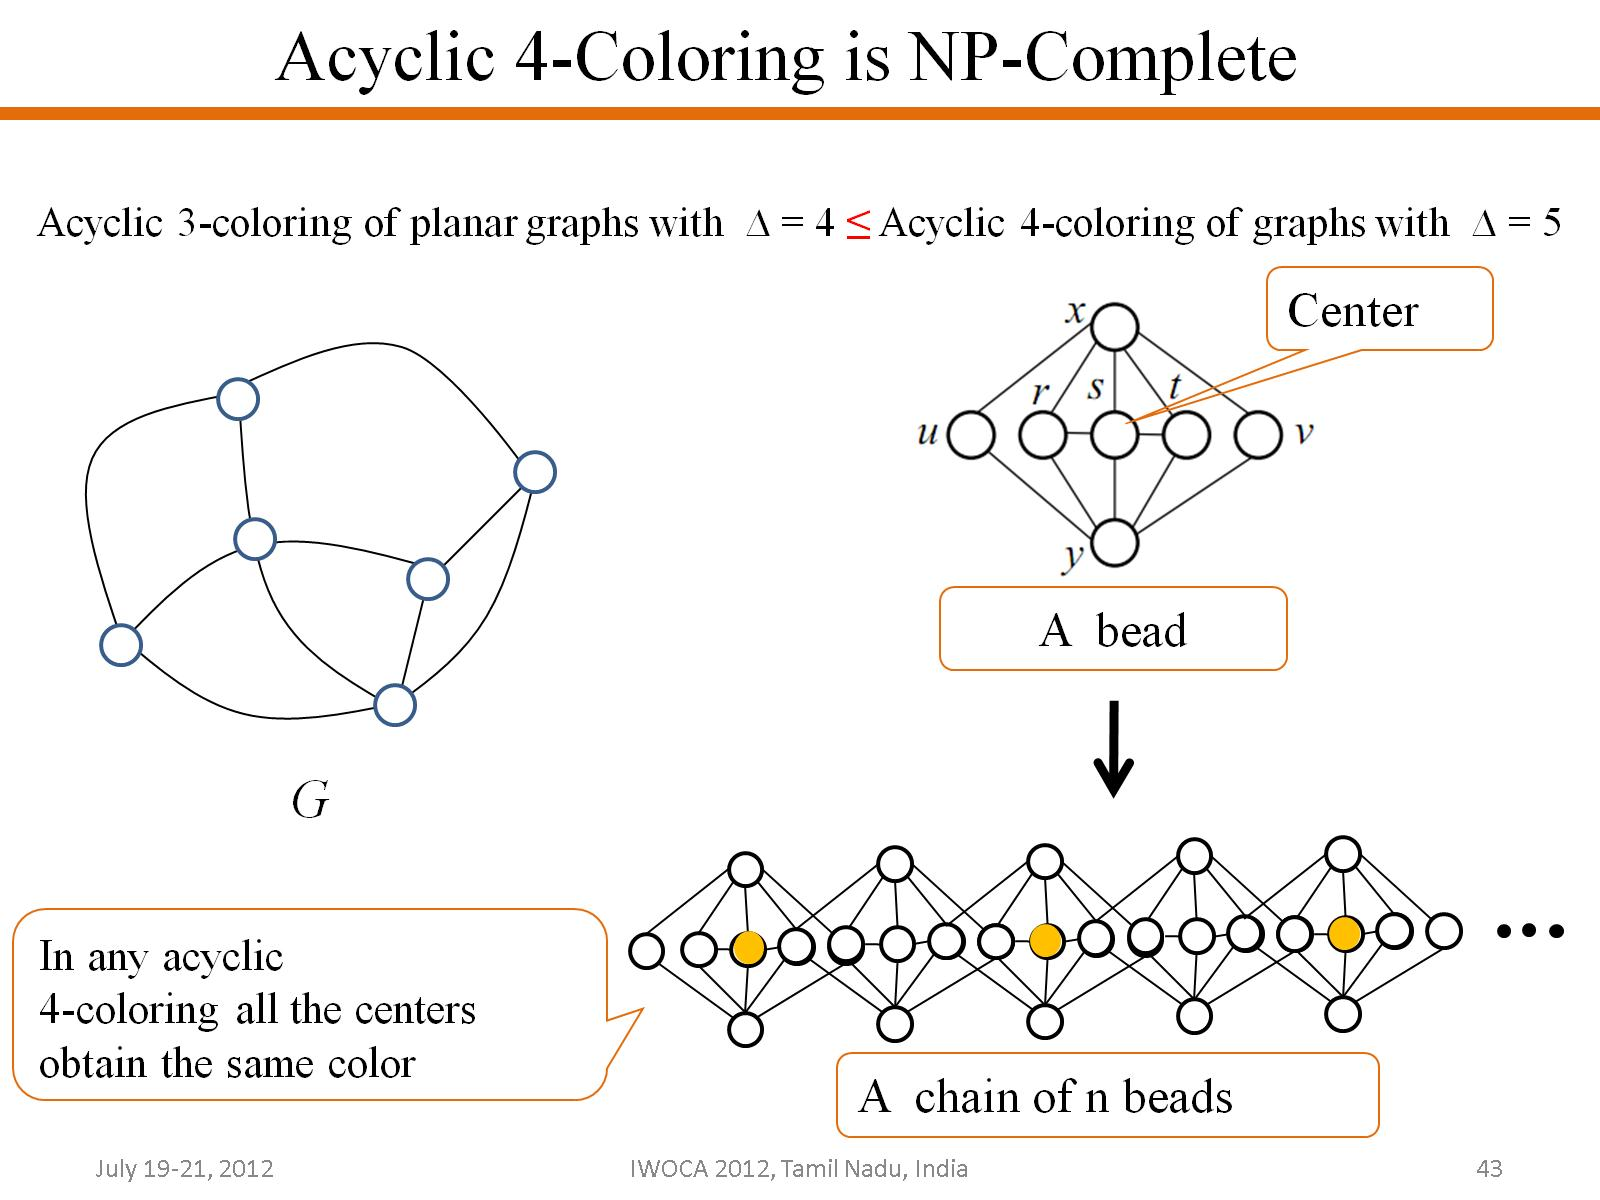 Acyclic 4-Coloring is NP-Complete
Acyclic 3-coloring of planar graphs with Δ = 4 ≤ Acyclic 4-coloring of graphs with Δ = 5
Center
x
r s t
u v
y
A bead
G
In any acyclic
4-coloring all the centers
obtain the same color
A chain of n beads
July 19-21, 2012
IWOCA 2012, Tamil Nadu, India
43